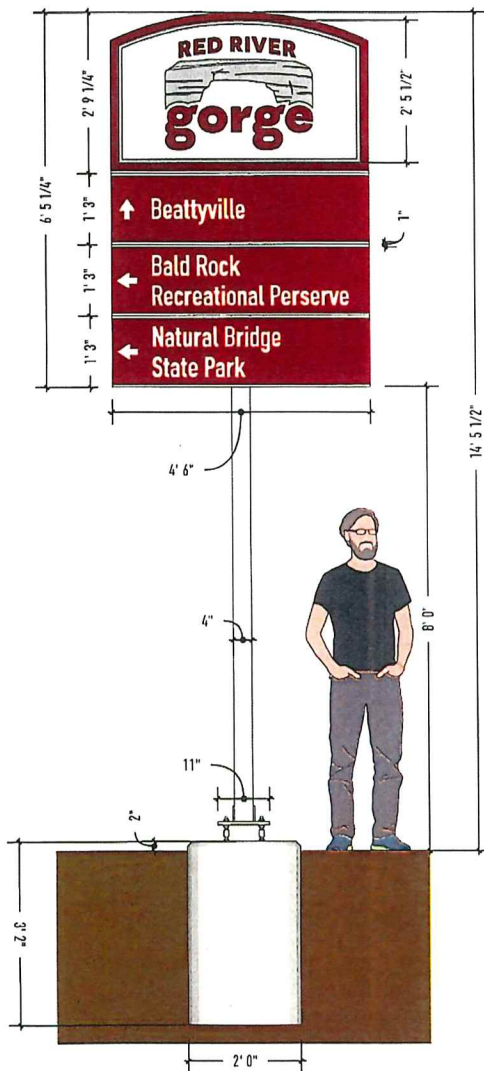 RED RIVER
gorge
↑ Beattyville
← Bald Rock
Recreational Perserve
← Natural Bridge
State Park
6' 5 1/4"
2' 9 1/4"
1' 3"
1' 3"
1' 3"
2' 5 1/2"
1"
14' 5 1/2"
4' 6"
8' 0"
4"
11"
2"
3' 2"
2' 0"